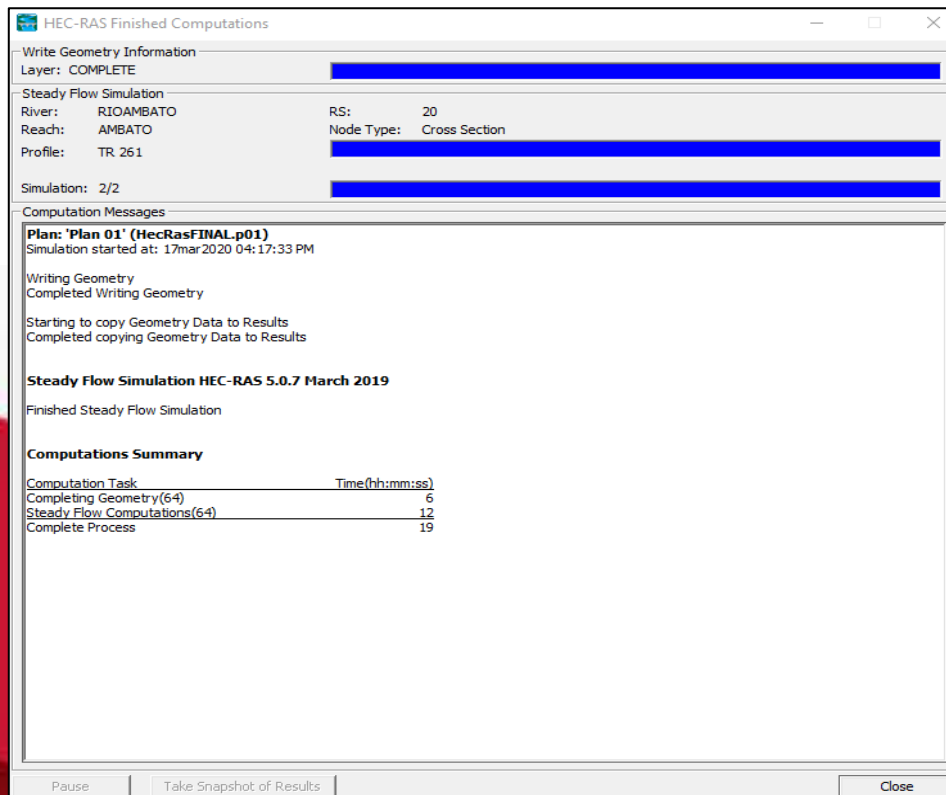 HEC-RAS Finished Computations
Write Geometry Information
Layer: COMPLETE
Steady Flow Simulation
River: RIOAMBATO RS: 20
Reach: AMBATO Node Type: Cross Section
Profile: TR 261
Simulation: 2/2
Computation Messages
Plan: 'Plan 01' (HecRasFINAL.p01)
Simulation started at: 17mar2020 04:17:33 PM
Writing Geometry
Completed Writing Geometry
Starting to copy Geometry Data to Results
Completed copying Geometry Data to Results
Steady Flow Simulation HEC-RAS 5.0.7 March 2019
Finished Steady Flow Simulation
Computations Summary
Computation Task Time(hh:mm:ss)
Completing Geometry(64) 6
Steady Flow Computations(64) 12
Complete Process 19
Pause Take Snapshot of Results Close